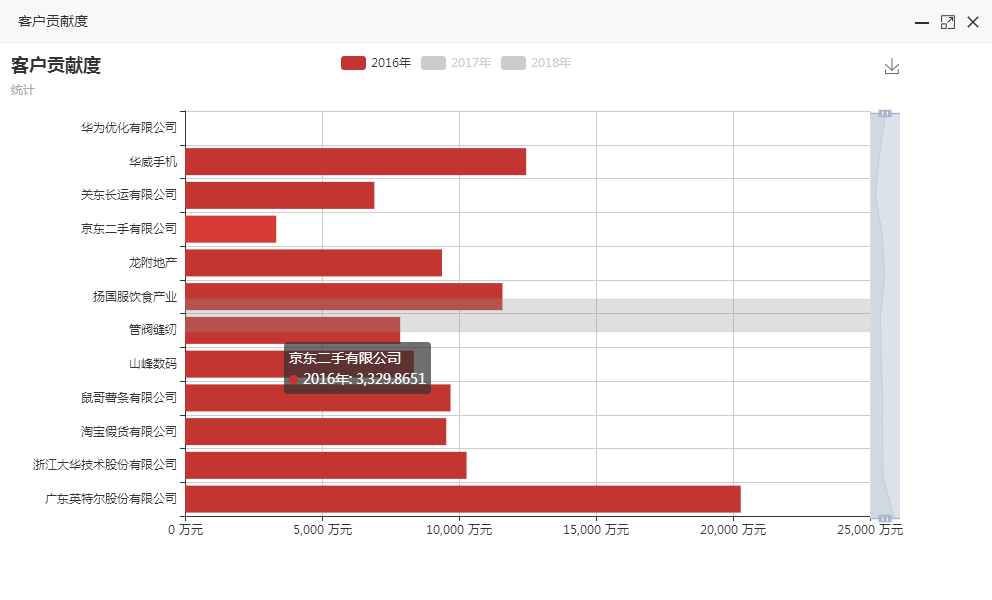 客户贡献度
客户贡献度
统计
2016年 2017年 2018年
华为优化有限公司
华威手机
关东长运有限公司
京东二手有限公司
龙附地产
扬国服饮食产业
管阀缝纫
山峰数码
京东二手有限公司
2016年: 3,329.8651
鼠哥替条有限公司
淘宝假货有限公司
浙江大华技术股份有限公司
广东英特尔股份有限公司
0 万元 5,000 万元 10,000 万元 15,000 万元 20,000 万元 25,000 万元